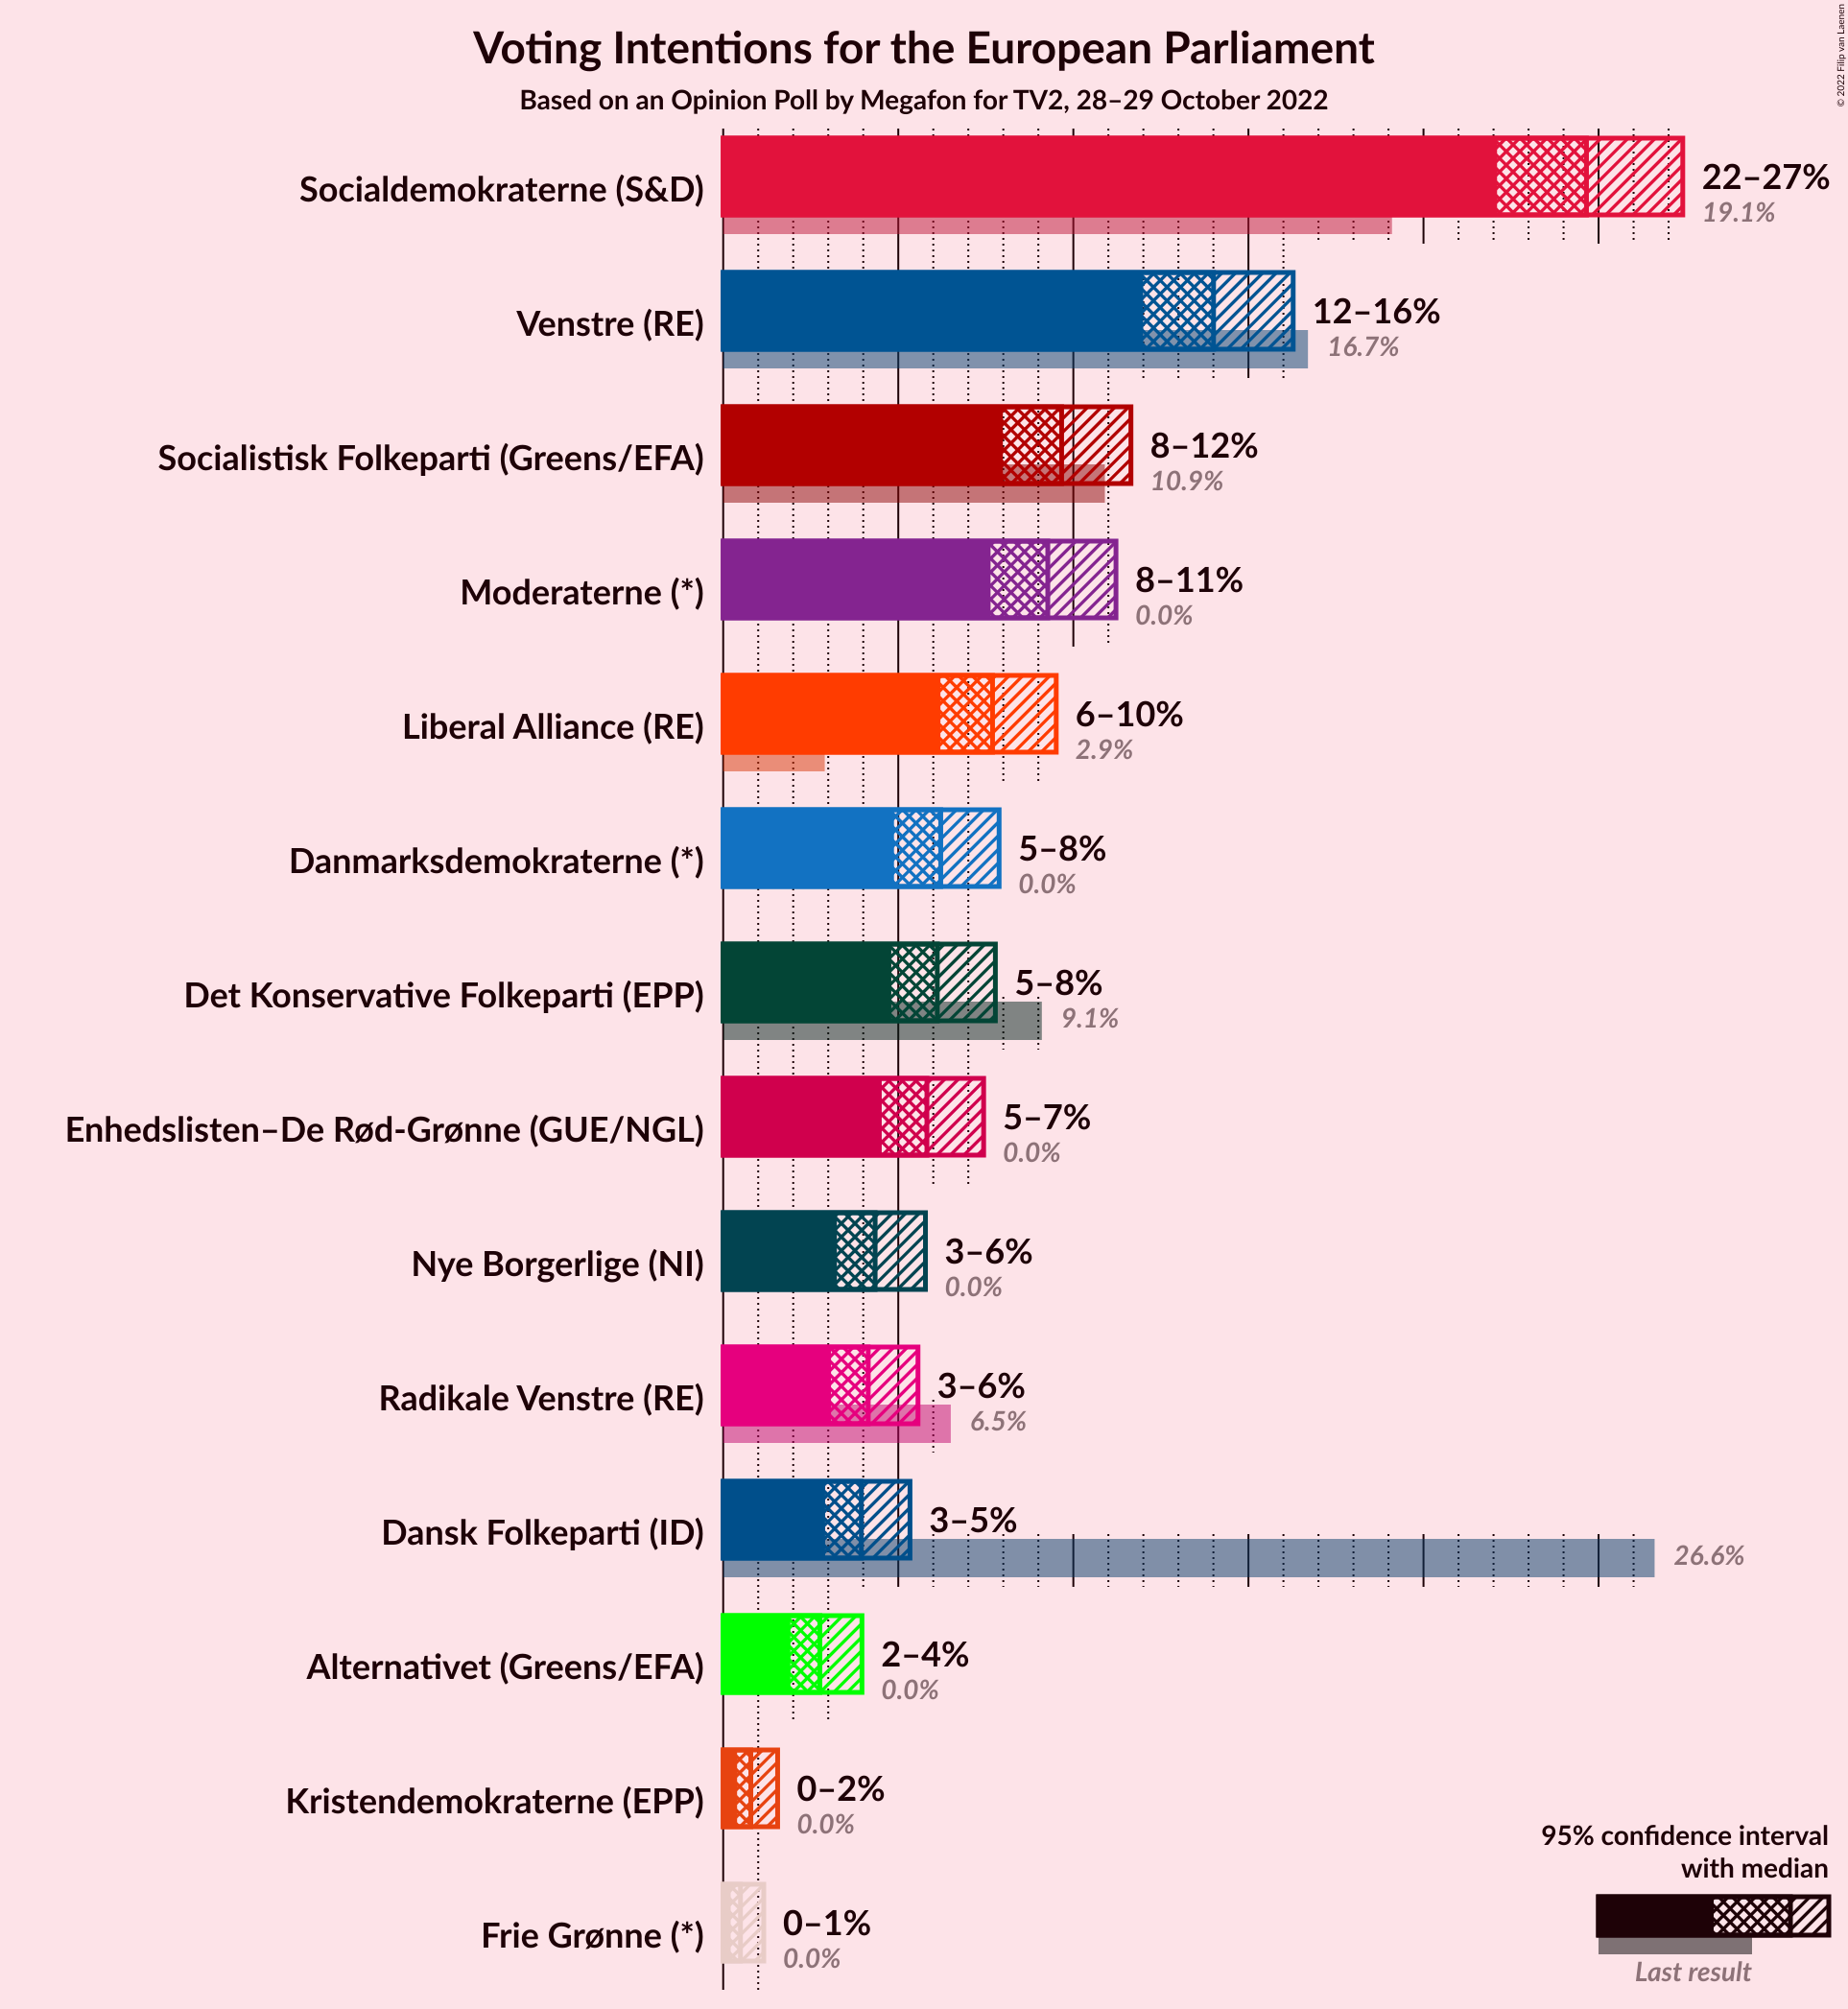 © 2022 Filip van Laenen
Voting Intentions for the European Parliament
Based on an Opinion Poll by Megafon for TV2, 28–29 October 2022
Socialdemokraterne (S&D)
22–27%
19.1%
Venstre (RE)
12–16%
16.7%
Socialistisk Folkeparti (Greens/EFA)
8–12%
10.9%
Moderaterne (*)
8–11%
0.0%
Liberal Alliance (RE)
6–10%
2.9%
Danmarksdemokraterne (*)
5–8%
0.0%
Det Konservative Folkeparti (EPP)
5–8%
9.1%
Enhedslisten–De Rød-Grønne (GUE/NGL)
5–7%
0.0%
Nye Borgerlige (NI)
3–6%
0.0%
Radikale Venstre (RE)
3–6%
6.5%
Dansk Folkeparti (ID)
3–5%
26.6%
Alternativet (Greens/EFA)
2–4%
0.0%
Kristendemokraterne (EPP)
0–2%
0.0%
Frie Grønne (*)
0–1%
0.0%
95% confidence interval
with median
Last result